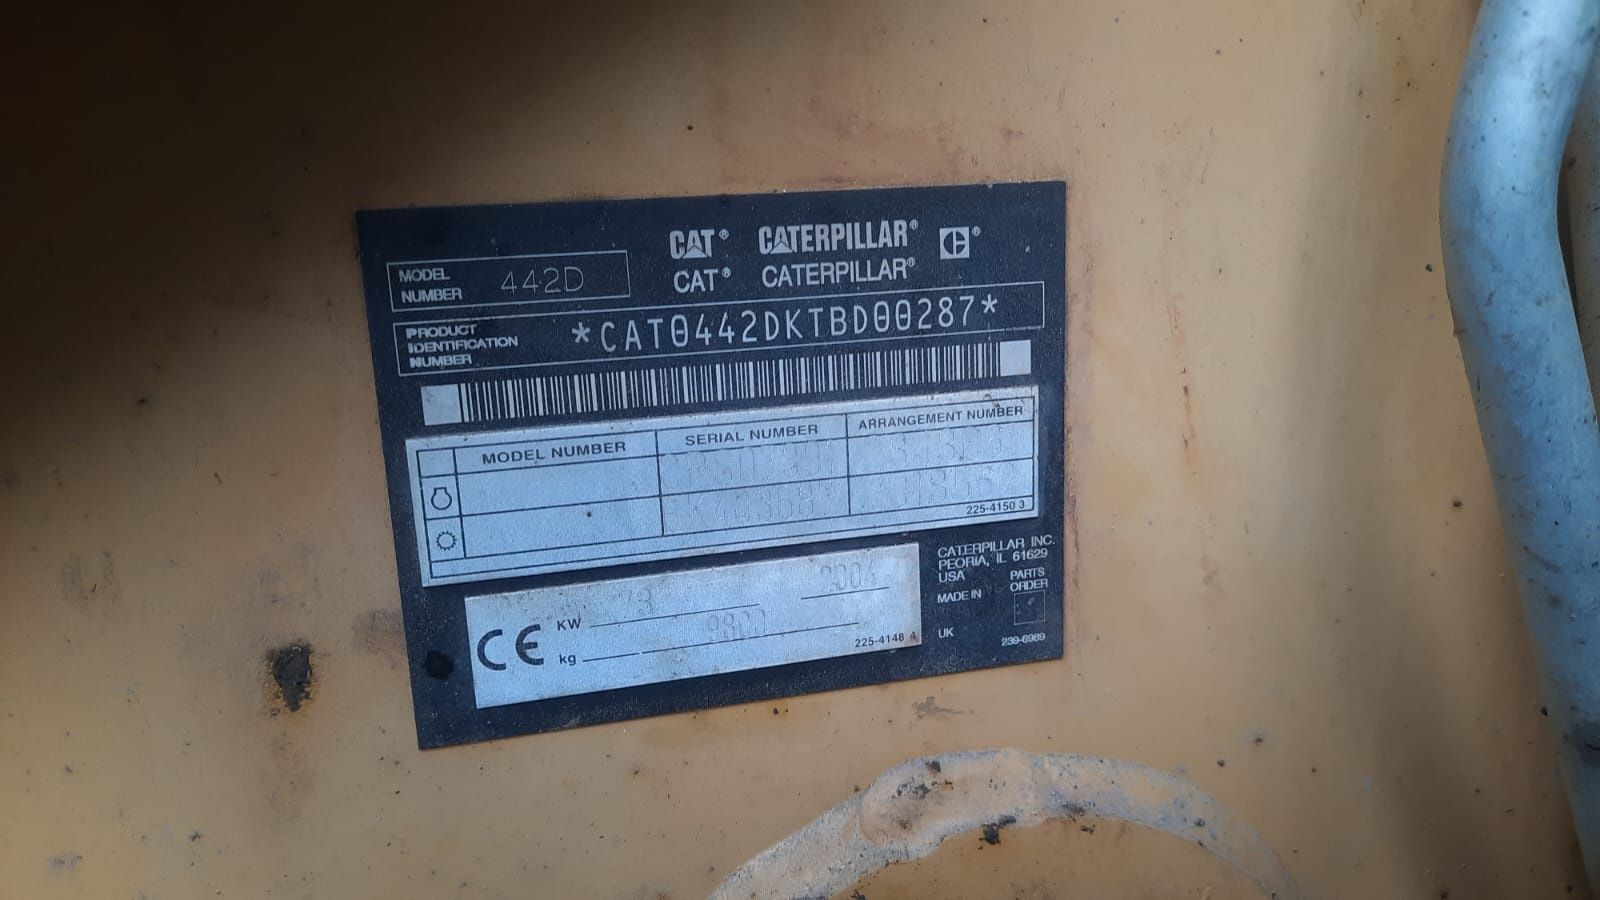 CAT® CATERPILLAR®
CAT® CATERPILLAR®
MODEL NUMBER 442D
PRODUCT IDENTIFICATION NUMBER *CAT0442DKTBD00287*
MODEL NUMBER SERIAL NUMBER ARRANGEMENT NUMBER
225-4150 3
CE
KW 73 2004
kg 9800
225-4148 4
CATERPILLAR INC.
PEORIA, IL 61629
USA
PARTS ORDER
MADE IN
UK
239-6989